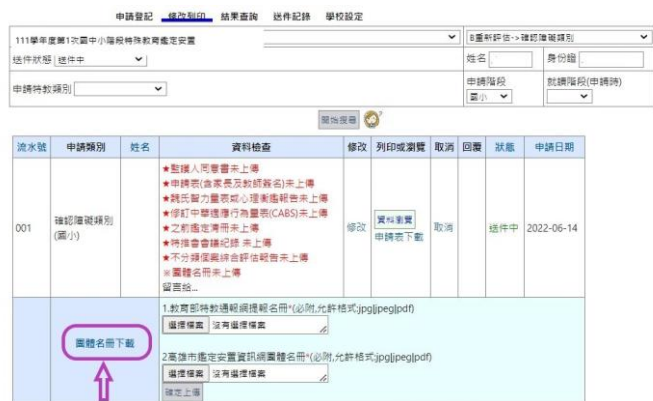 申請登記 修改列印 結果查詢 送件記錄 學校設定
111學年度第1次國中小階段特殊教育鑑定安置
B重新評估->確認障礙類別
送件狀態 送件中
姓名
身份證
申請特教類別
申請階段
國小
就讀階段(申請時)
開始搜尋
流水號 申請類別 姓名 資料檢查 修改 列印或瀏覽 取消 回覆 狀態 申請日期
★監護人同意書未上傳
★申請表(含家長及教師簽名)未上傳
★魏氏智力量表或心理衡鑑報告未上傳
★修訂中華適應行為量表(CABS)未上傳
★之前鑑定清冊未上傳
★特推會會議紀錄 未上傳
★不分類個案綜合評估報告未上傳
※團體名冊未上傳
留言給...
001
確認障礙類別
(國小)
修改
資料瀏覽
申請表下載
取消
送件中
2022-06-14
團體名冊下載
1.教育部特教通報網提報名冊*(必附,允許格式:jpg|jpeg|pdf)
選擇檔案 沒有選擇檔案
2高雄市鑑定安置資訊網團體名冊*(必附,允許格式:jpg|jpeg|pdf)
選擇檔案 沒有選擇檔案
確定上傳